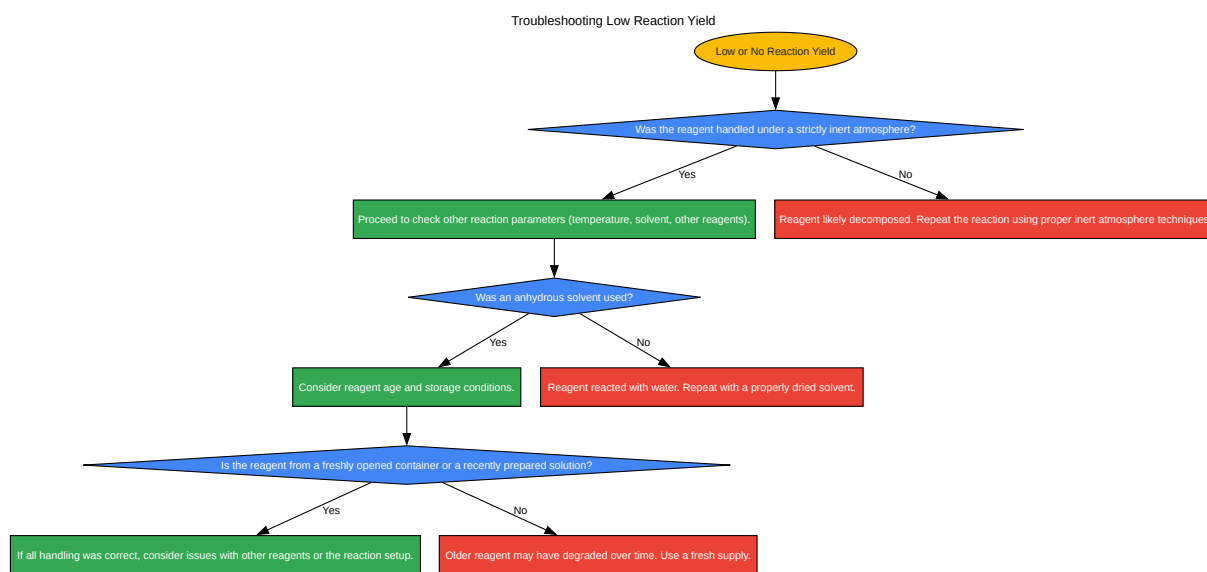 Troubleshooting Low Reaction Yield
Low or No Reaction Yield
Was the reagent handled under a strictly inert atmosphere?
Yes
No
Proceed to check other reaction parameters (temperature, solvent, other reagents).
Reagent likely decomposed. Repeat the reaction using proper inert atmosphere techniques
Was an anhydrous solvent used?
Yes
No
Consider reagent age and storage conditions.
Reagent reacted with water. Repeat with a properly dried solvent.
Is the reagent from a freshly opened container or a recently prepared solution?
Yes
No
If all handling was correct, consider issues with other reagents or the reaction setup.
Older reagent may have degraded over time. Use a fresh supply.